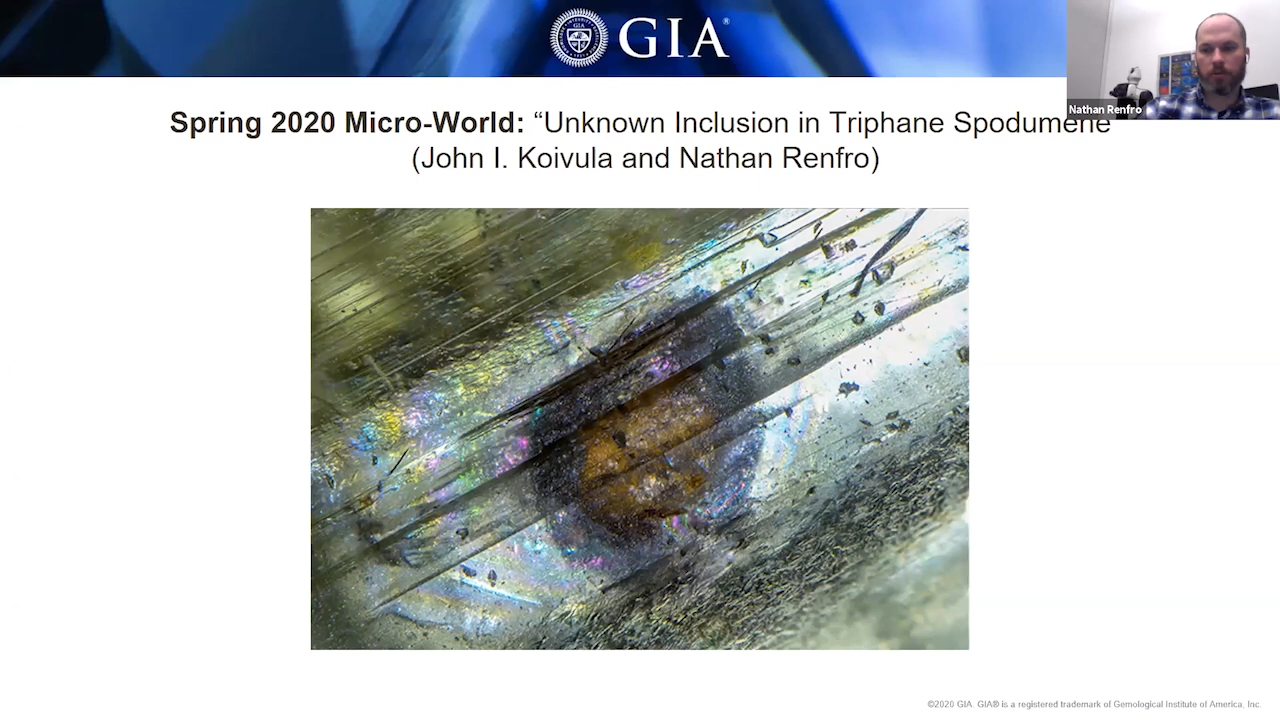 GIA®
Nathan Renfro
Spring 2020 Micro-World: “Unknown Inclusion in Triphane Spodumene
(John I. Koivula and Nathan Renfro)
©2020 GIA. GIA® is a registered trademark of Gemological Institute of America, Inc.